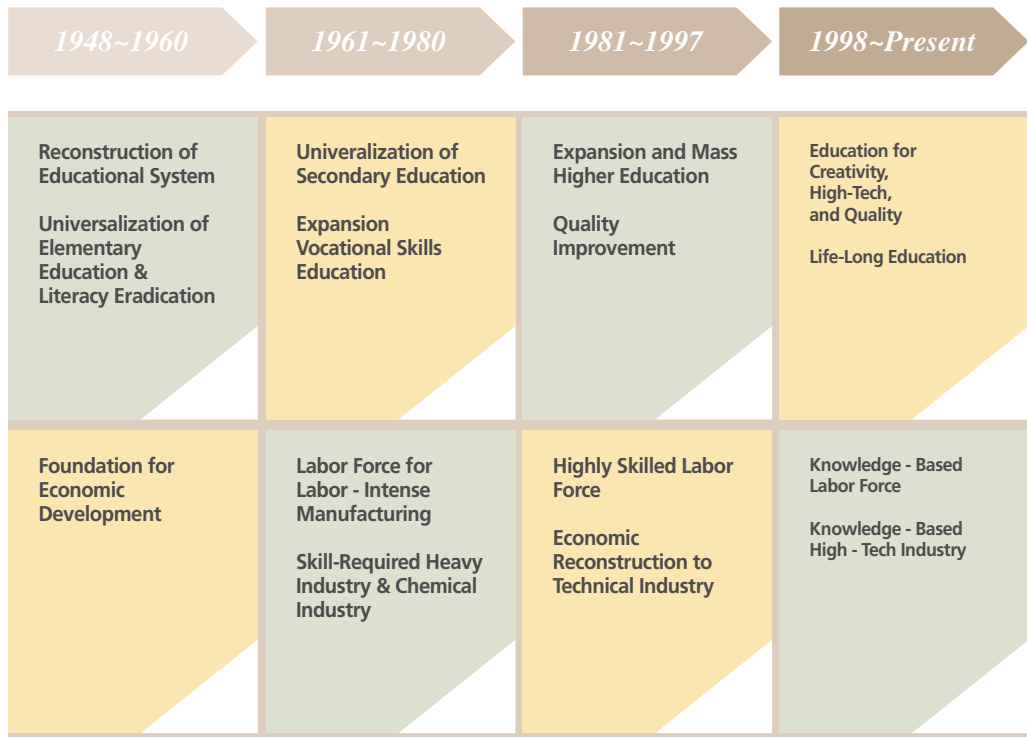 1948~1960
1961~1980
1981~1997
1998~Present
Reconstruction of
Educational System
Universalization of
Elementary
Education &
Literacy Eradication
Univeralization of
Secondary Education
Expansion
Vocational Skills
Education
Expansion and Mass
Higher Education
Quality
Improvement
Education for
Creativity,
High-Tech,
and Quality
Life-Long Education
Foundation for
Economic
Development
Labor Force for
Labor - Intense
Manufacturing
Skill-Required Heavy
Industry & Chemical
Industry
Highly Skilled Labor
Force
Economic
Reconstruction to
Technical Industry
Knowledge - Based
Labor Force
Knowledge - Based
High - Tech Industry